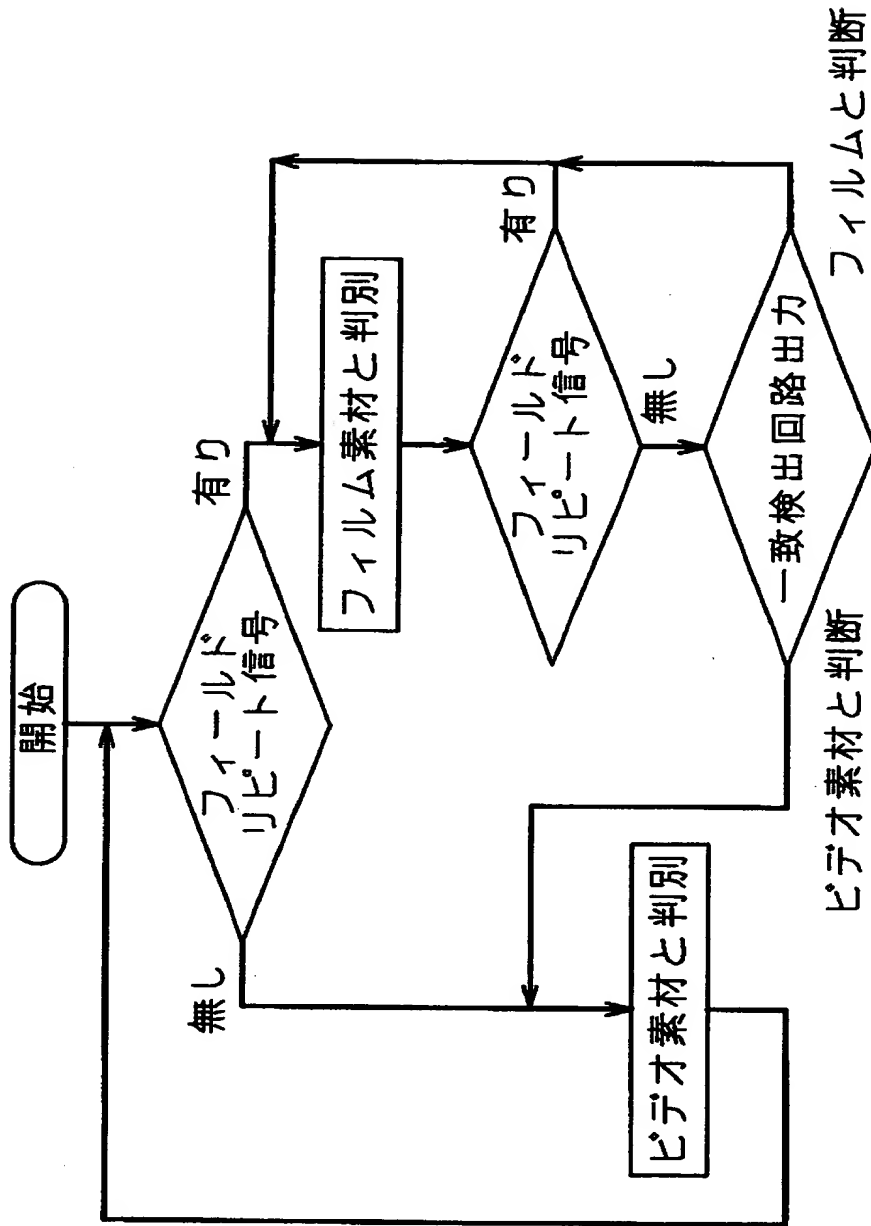 開始
フィールド
リピート信号
有り
無し
フィルム素材と判別
フィールド
リピート信号
有り
無し
一致検出回路出力
フィルムと判断
ビデオ素材と判断
ビデオ素材と判別